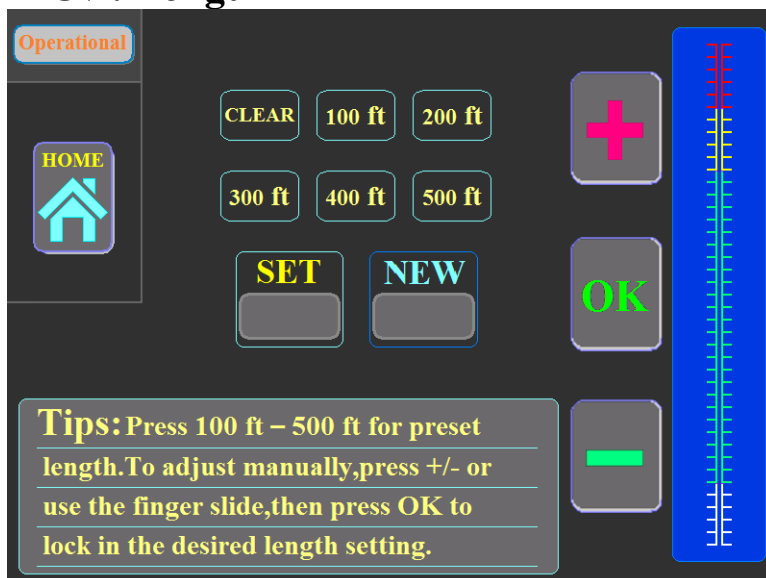 Operational
HOME
CLEAR 100 ft 200 ft
300 ft 400 ft 500 ft
SET NEW
OK
Tips:Press 100 ft – 500 ft for preset
length.To adjust manually,press +/- or
use the finger slide,then press OK to
lock in the desired length setting.